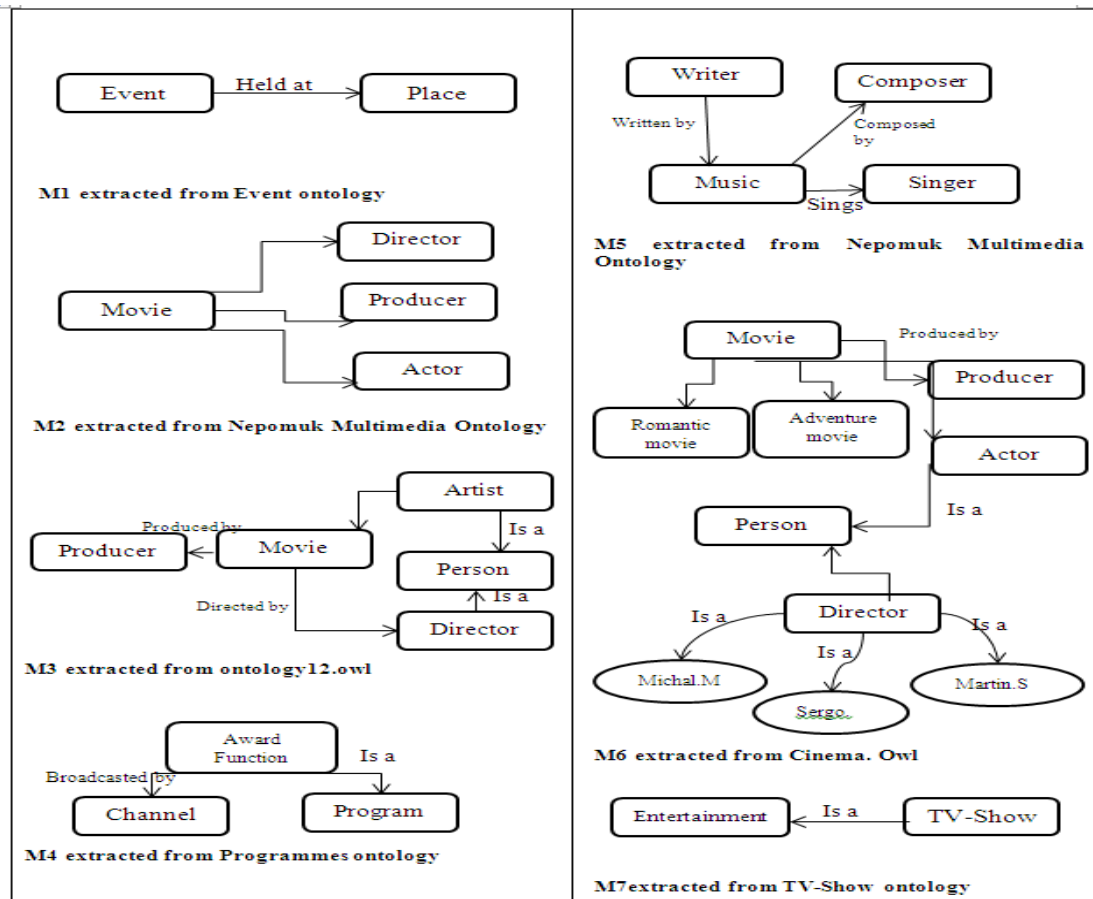 Event
Held at
Place
M1 extracted from Event ontology
Director
Movie
Producer
Actor
M2 extracted from Nepomuk Multimedia Ontology
Artist
Produced by
Is a
Producer
Movie
Person
Directed by
Is a
Director
M3 extracted from ontology12.owl
Award
Function
Is a
Broadcasted by
Channel
Program
M4 extracted from Programmes ontology
Writer
Composer
Written by
Composed
by
Music
Singer
Sings
M5 extracted from Nepomuk Multimedia
Ontology
Movie
Produced by
Producer
Romantic
movie
Adventure
movie
Actor
Is a
Person
Director
Is a
Is a
Is a
Michal.M
Martin.S
Sergo.
M6 extracted from Cinema. Owl
Entertainment
Is a
TV-Show
M7extracted from TV-Show ontology